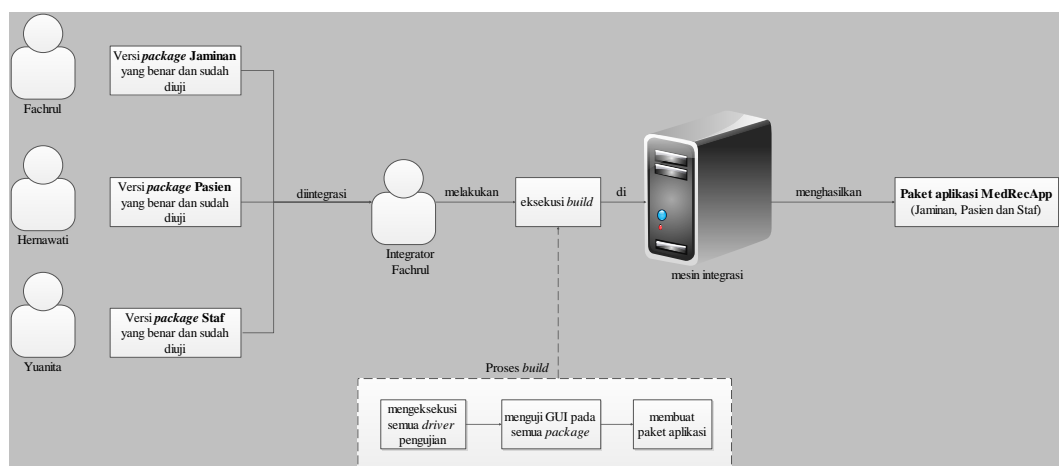 Fachrul
Versi package Jaminan
yang benar dan sudah
diuji
Hernawati
Versi package Pasien
yang benar dan sudah
diuji
Yuanita
Versi package Staf
yang benar dan sudah
diuji
diintegrasi
Integrator
Fachrul
melakukan
eksekusi build
di
mesin integrasi
menghasilkan
Paket aplikasi MedRecApp
(Jaminan, Pasien dan Staf)
Proses build
mengeksekusi
semua driver
pengujian
menguji GUI pada
semua package
membuat
paket aplikasi